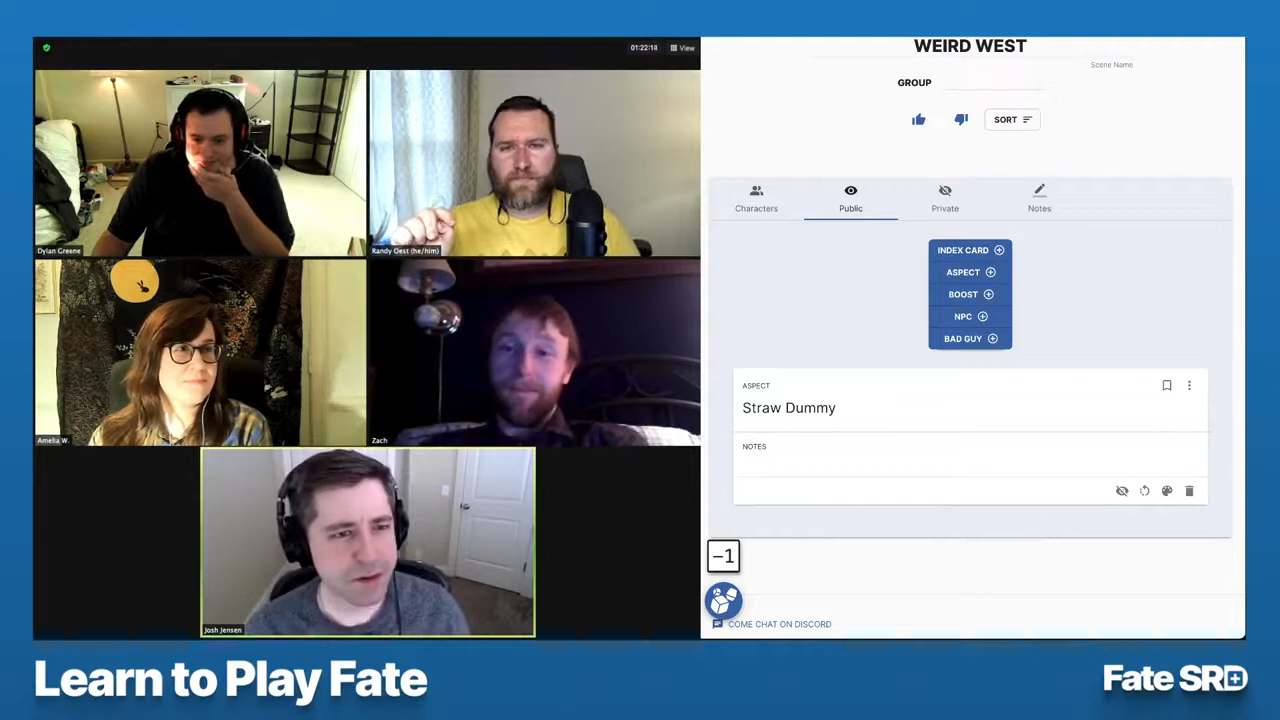 01:22:18
View
Dylan Greene
Randy Oest (he/him)
Amelia W.
Zach
Josh Jensen
WEIRD WEST
Scene Name
GROUP
SORT
Characters
Public
Private
Notes
INDEX CARD
ASPECT
BOOST
NPC
BAD GUY
ASPECT
Straw Dummy
NOTES
−1
COME CHAT ON DISCORD
Learn to Play Fate
Fate SRD